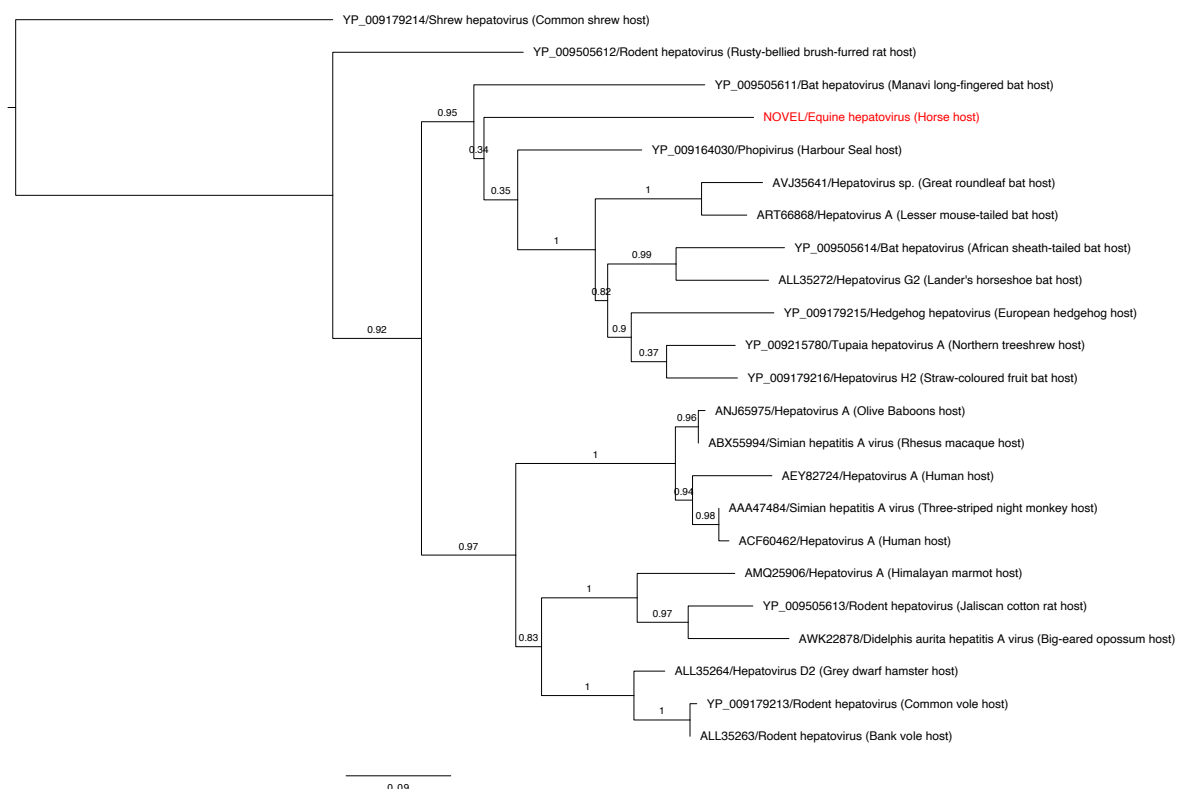 YP_009179214/Shrew hepatovirus (Common shrew host)
YP_009505612/Rodent hepatovirus (Rusty-bellied brush-furred rat host)
YP_009505611/Bat hepatovirus (Manavi long-fingered bat host)
0.95
NOVEL/Equine hepatovirus (Horse host)
0.34
YP_009164030/Phopivirus (Harbour Seal host)
0.35
AVJ35641/Hepatovirus sp. (Great roundleaf bat host)
1
ART66868/Hepatovirus A (Lesser mouse-tailed bat host)
1
YP_009505614/Bat hepatovirus (African sheath-tailed bat host)
0.99
ALL35272/Hepatovirus G2 (Lander's horseshoe bat host)
0.82
YP_009179215/Hedgehog hepatovirus (European hedgehog host)
0.9
YP_009215780/Tupaia hepatovirus A (Northern treeshrew host)
0.37
0.92
YP_009179216/Hepatovirus H2 (Straw-coloured fruit bat host)
ANJ65975/Hepatovirus A (Olive Baboons host)
0.96
ABX55994/Simian hepatitis A virus (Rhesus macaque host)
1
AEY82724/Hepatovirus A (Human host)
0.94
AAA47484/Simian hepatitis A virus (Three-striped night monkey host)
0.98
ACF60462/Hepatovirus A (Human host)
0.97
AMQ25906/Hepatovirus A (Himalayan marmot host)
1
YP_009505613/Rodent hepatovirus (Jaliscan cotton rat host)
0.97
AWK22878/Didelphis aurita hepatitis A virus (Big-eared opossum host)
0.83
ALL35264/Hepatovirus D2 (Grey dwarf hamster host)
1
YP_009179213/Rodent hepatovirus (Common vole host)
1
ALL35263/Rodent hepatovirus (Bank vole host)
0.09